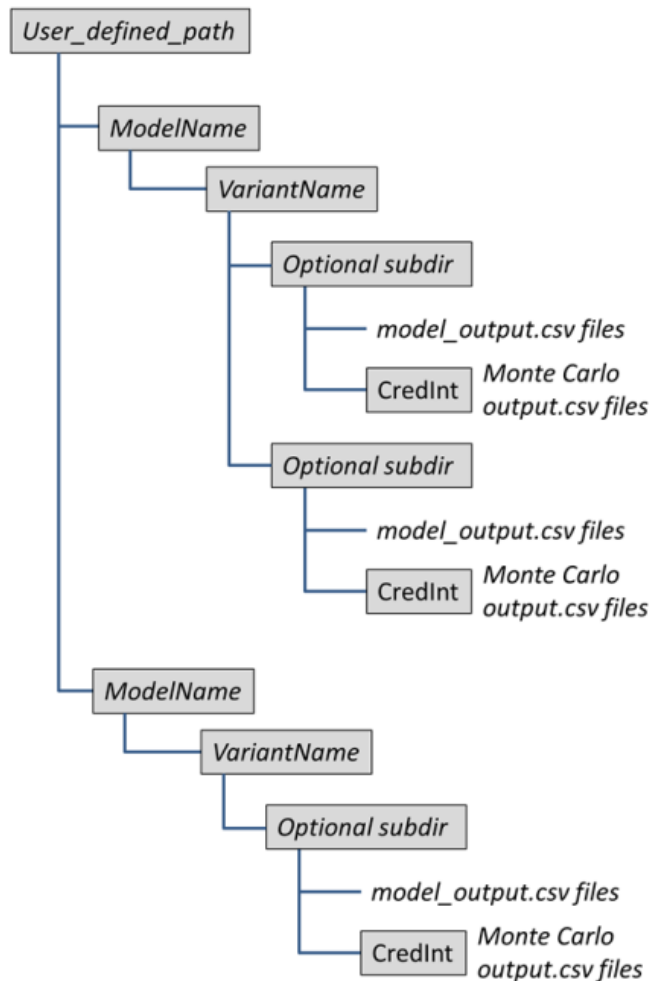 User_defined_path
ModelName
VariantName
Optional subdir
model_output.csv files
CredInt
Monte Carlo
output.csv files
Optional subdir
model_output.csv files
CredInt
Monte Carlo
output.csv files
ModelName
VariantName
Optional subdir
model_output.csv files
CredInt
Monte Carlo
output.csv files